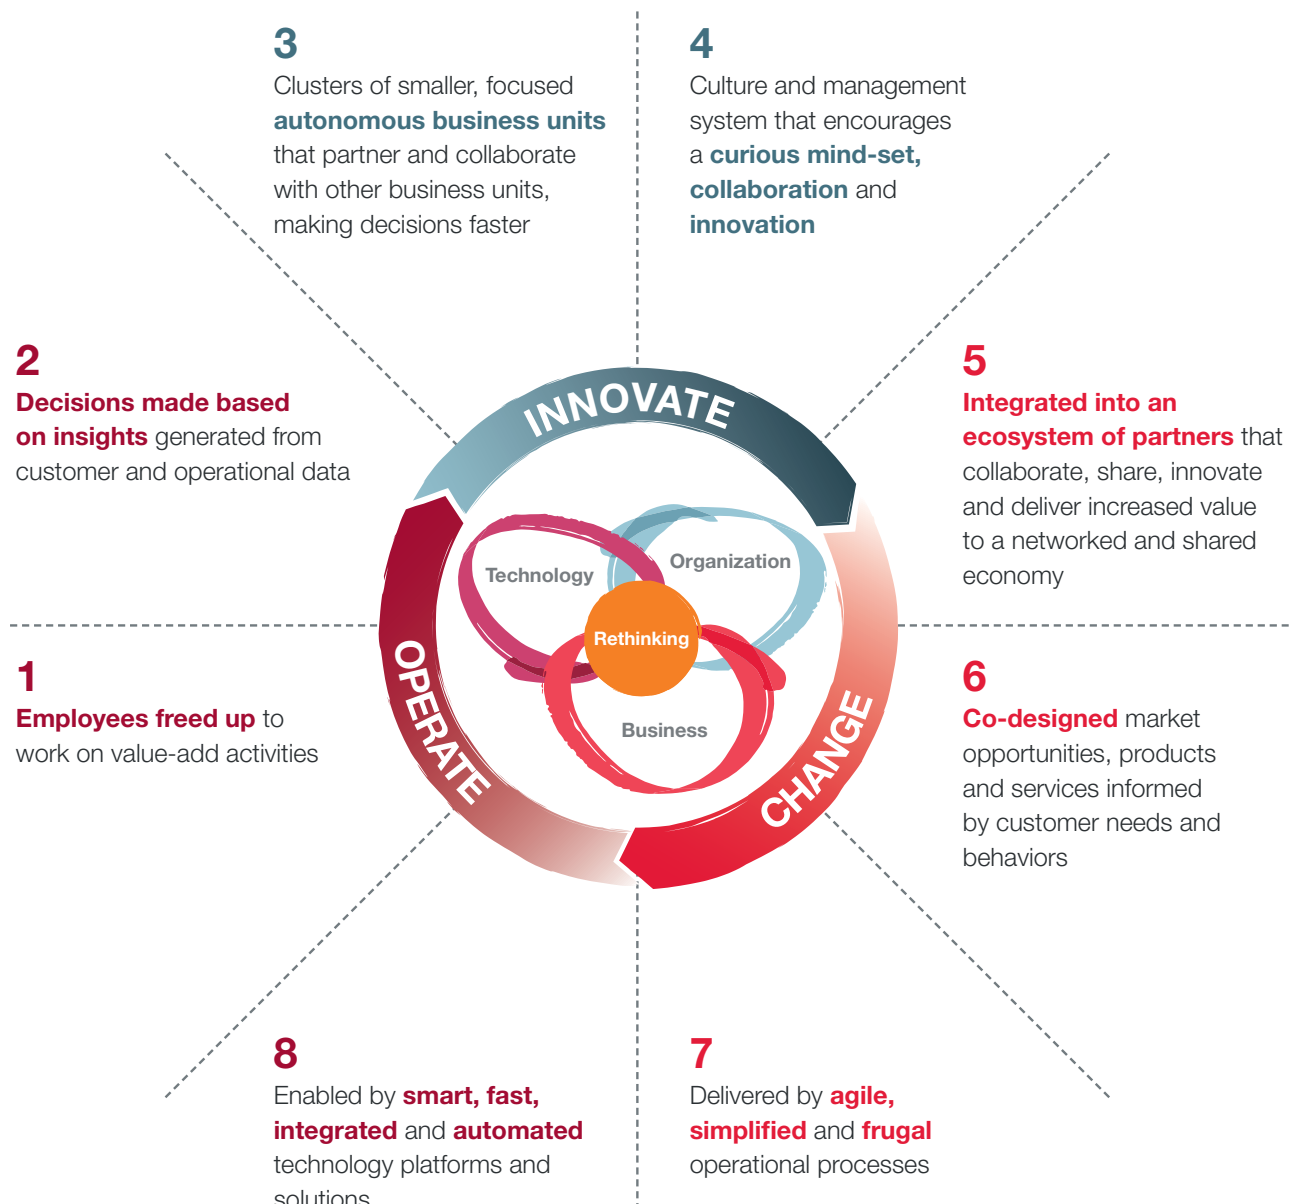 3
Clusters of smaller, focused
autonomous business units
that partner and collaborate
with other business units,
making decisions faster
4
Culture and management
system that encourages
a curious mind-set,
collaboration and
innovation
2
Decisions made based
on insights generated from
customer and operational data
5
Integrated into an
ecosystem of partners that
collaborate, share, innovate
and deliver increased value
to a networked and shared
economy
INNOVATE
Technology
Organization
Rethinking
Business
OPERATE
CHANGE
1
Employees freed up to
work on value-add activities
6
Co-designed market
opportunities, products
and services informed
by customer needs and
behaviors
8
Enabled by smart, fast,
integrated and automated
technology platforms and
solutions
7
Delivered by agile,
simplified and frugal
operational processes